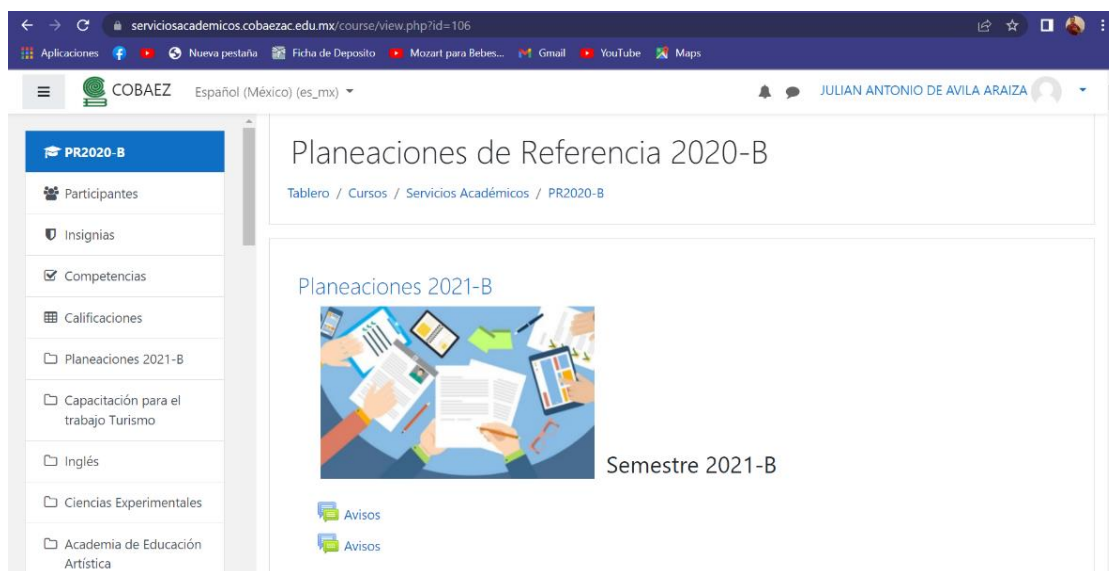 serviciosacademicos.cobaezac.edu.mx/course/view.php?id=106
Aplicaciones Nueva pestaña Ficha de Deposito Mozart para Bebes... Gmail YouTube Maps
COBAEZ Español (México) (es_mx) JULIAN ANTONIO DE AVILA ARAIZA
PR2020-B
Participantes
Insignias
Competencias
Calificaciones
Planeaciones 2021-B
Capacitación para el
trabajo Turismo
Inglés
Ciencias Experimentales
Academia de Educación
Artística
Planeaciones de Referencia 2020-B
Tablero / Cursos / Servicios Académicos / PR2020-B
Planeaciones 2021-B
Semestre 2021-B
Avisos
Avisos